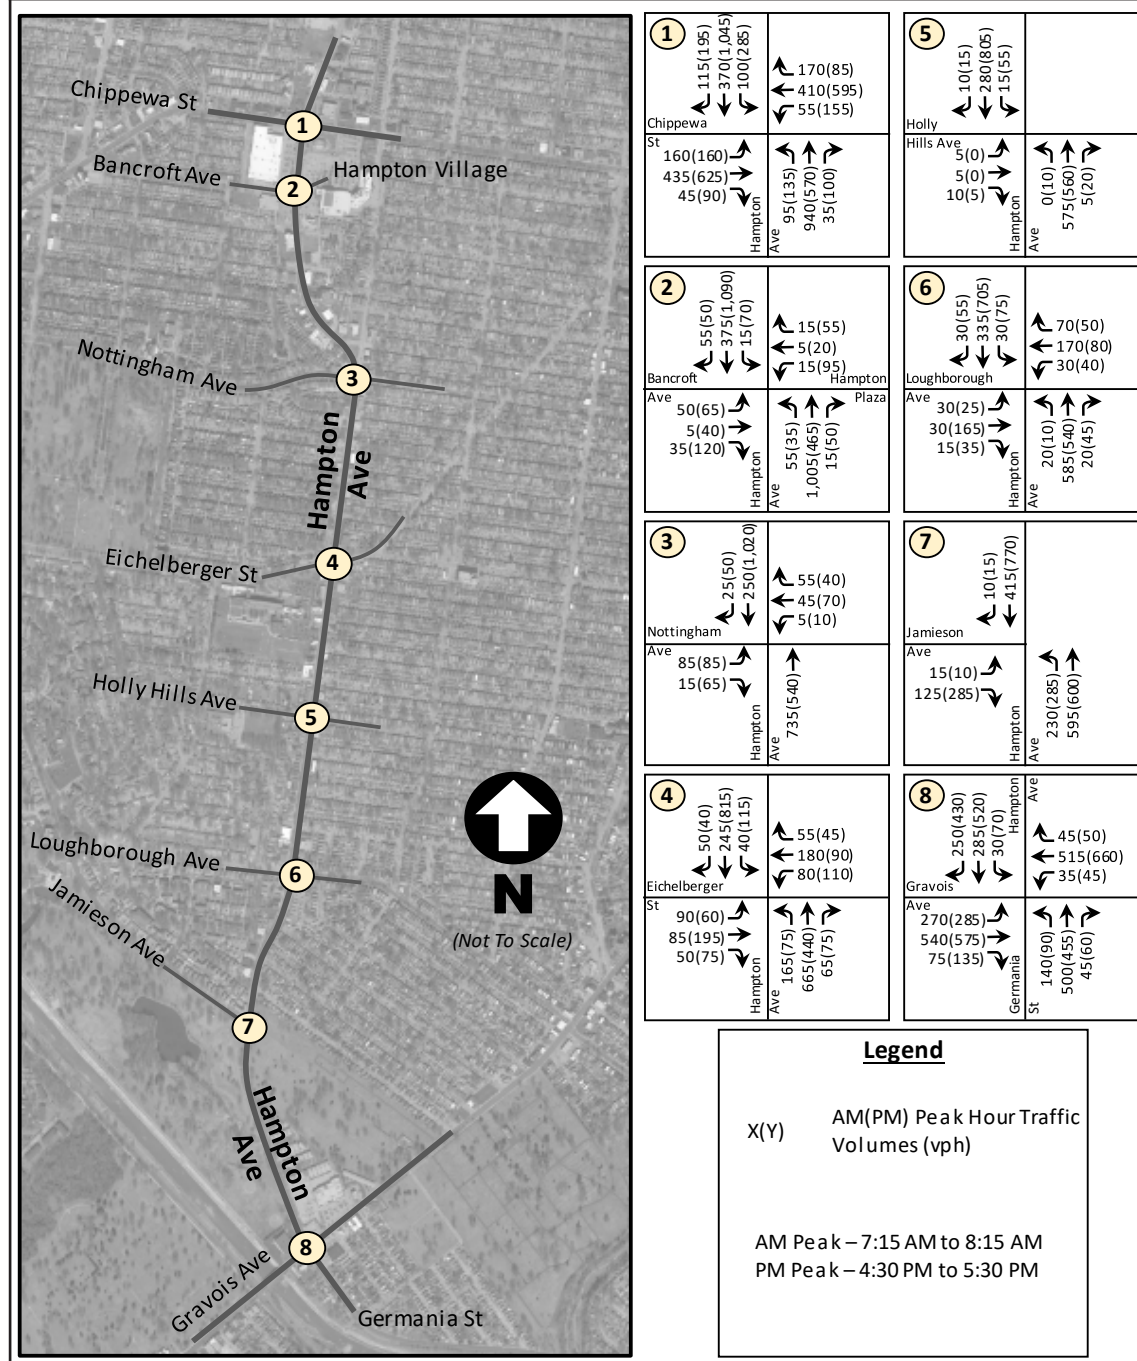 Chippewa St
1
Bancroft Ave
2
Hampton Village
Nottingham Ave
3
Hampton
Ave
Eichelberger St
4
Holly Hills Ave
5
Loughborough Ave
6
Jamieson Ave
7
Hampton
Ave
8
Gravois Ave
Germania St
N
(Not To Scale)
1
115(195)
370(1,045)
100(285)
170(85)
410(595)
55(155)
Chippewa
St
160(160)
435(625)
45(90)
Hampton
Ave
95(135)
940(570)
35(100)
5
10(15)
280(805)
15(55)
Holly
Hills Ave
5(0)
5(0)
10(5)
Hampton
Ave
0(10)
575(560)
5(20)
2
55(50)
375(1,090)
15(70)
15(55)
5(20)
15(95)
Bancroft
Ave
Hampton
Plaza
50(65)
5(40)
35(120)
Hampton
Ave
55(35)
1,005(465)
15(50)
6
30(55)
335(705)
30(75)
70(50)
170(80)
30(40)
Loughborough
Ave
30(25)
30(165)
15(35)
Hampton
Ave
20(10)
585(540)
20(45)
3
25(50)
250(1,020)
55(40)
45(70)
5(10)
Nottingham
Ave
85(85)
15(65)
Hampton
Ave
735(540)
7
10(15)
415(770)
Jamieson
Ave
15(10)
125(285)
Hampton
Ave
230(285)
595(600)
4
50(40)
245(815)
40(115)
55(45)
180(90)
80(110)
Eichelberger
St
90(60)
85(195)
50(75)
Hampton
Ave
165(75)
665(440)
65(75)
8
250(430)
285(520)
30(70)
Hampton
Ave
45(50)
515(660)
35(45)
Gravois
Ave
270(285)
540(575)
75(135)
Germania
St
140(90)
500(455)
45(60)
Legend
X(Y)
AM(PM) Peak Hour Traffic
Volumes (vph)
AM Peak – 7:15 AM to 8:15 AM
PM Peak – 4:30 PM to 5:30 PM